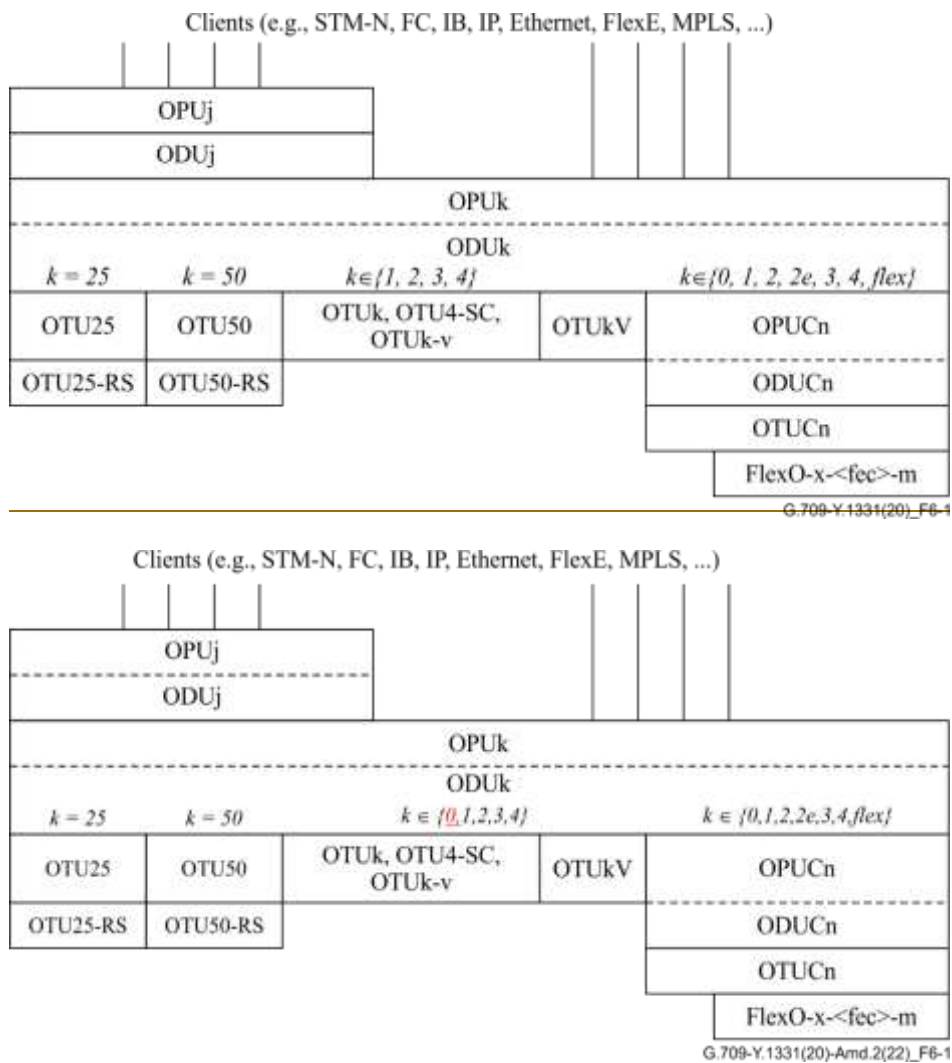 Clients (e.g., STM-N, FC, IB, IP, Ethernet, FlexE, MPLS, ...)
OPUj
ODUj
OPUk
ODUk
k = 25 k = 50 k∈{1, 2, 3, 4} k∈{0, 1, 2, 2e, 3, 4, flex}
OTU25 OTU50 OTUk, OTU4-SC, OTUkV OPUCn
OTUk-v
OTU25-RS OTU50-RS ODUCn
OTUCn
FlexO-x-<fec>-m
G.709-Y.1331(20)_F6-1
Clients (e.g., STM-N, FC, IB, IP, Ethernet, FlexE, MPLS, ...)
OPUj
ODUj
OPUk
ODUk
k = 25 k = 50 k ∈ {0,1,2,3,4} k ∈ {0,1,2,2e,3,4,flex}
OTU25 OTU50 OTUk, OTU4-SC, OTUkV OPUCn
OTUk-v
OTU25-RS OTU50-RS ODUCn
OTUCn
FlexO-x-<fec>-m
G.709-Y.1331(20)-Amd.2(22)_F6-1